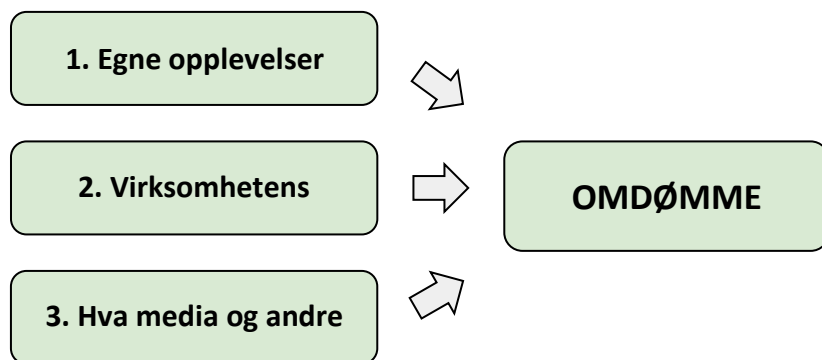 1. Egne opplevelser
2. Virksomhetens
OMDØMME
3. Hva media og andre